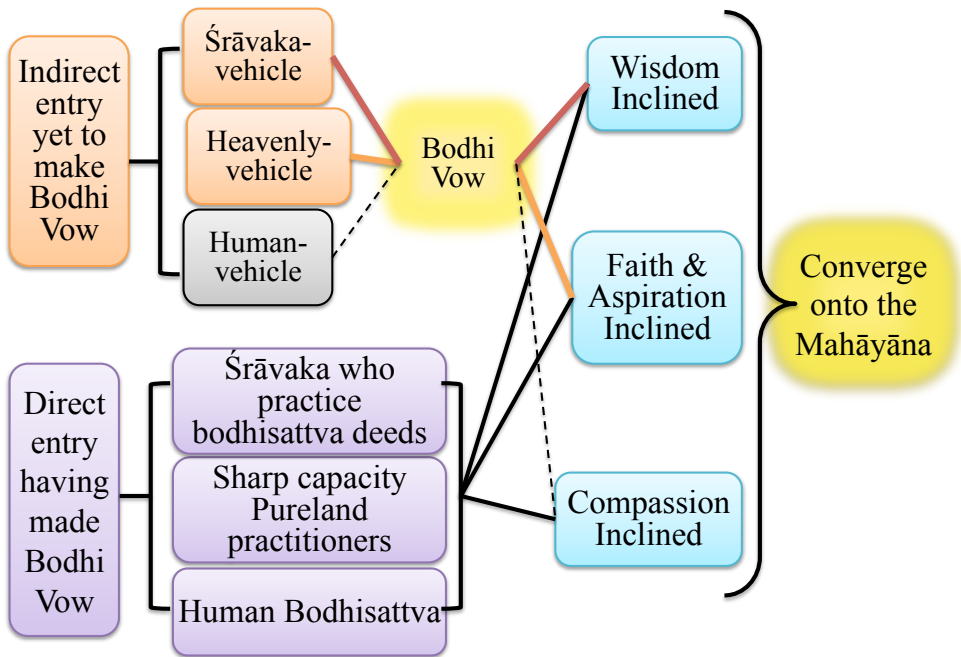 Indirect
entry
yet to
make
Bodhi
Vow
Śrāvaka-
vehicle
Heavenly-
vehicle
Human-
vehicle
Bodhi
Vow
Wisdom
Inclined
Faith &
Aspiration
Inclined
Compassion
Inclined
Converge
onto the
Mahāyāna
Direct
entry
having
made
Bodhi
Vow
Śrāvaka who
practice
bodhisattva deeds
Sharp capacity
Pureland
practitioners
Human Bodhisattva